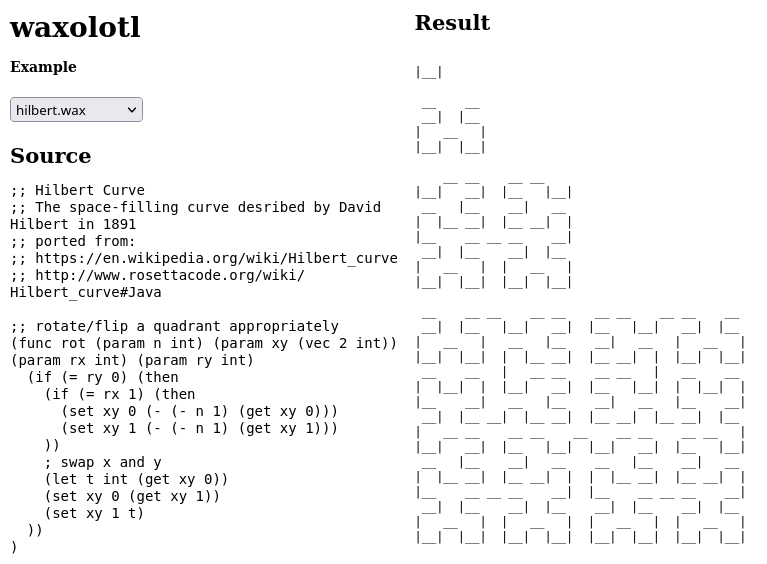 waxolotl
Example
hilbert.wax
Source
;; Hilbert Curve
;; The space-filling curve desribed by David
Hilbert in 1891
;; ported from:
;; https://en.wikipedia.org/wiki/Hilbert_curve
;; http://www.rosettacode.org/wiki/
Hilbert_curve#Java
;; rotate/flip a quadrant appropriately
(func rot (param n int) (param xy (vec 2 int))
(param rx int) (param ry int)
  (if (= ry 0) (then
    (if (= rx 1) (then
      (set xy 0 (- (- n 1) (get xy 0)))
      (set xy 1 (- (- n 1) (get xy 1)))
    ))
    ; swap x and y
    (let t int (get xy 0))
    (set xy 0 (get xy 1))
    (set xy 1 t)
  ))
)
Result